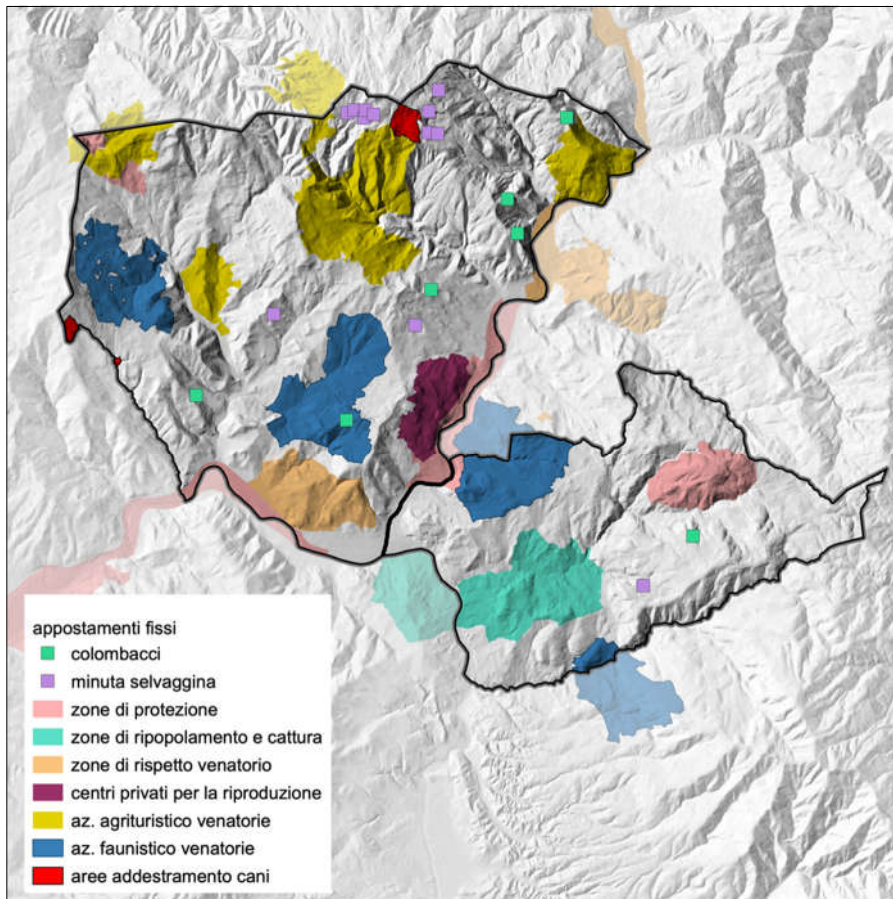 appostamenti fissi
colombacci
minuta selvaggina
zone di protezione
zone di ripopolamento e cattura
zone di rispetto venatorio
centri privati per la riproduzione
az. agrituristico venatorie
az. faunistico venatorie
aree addestramento cani